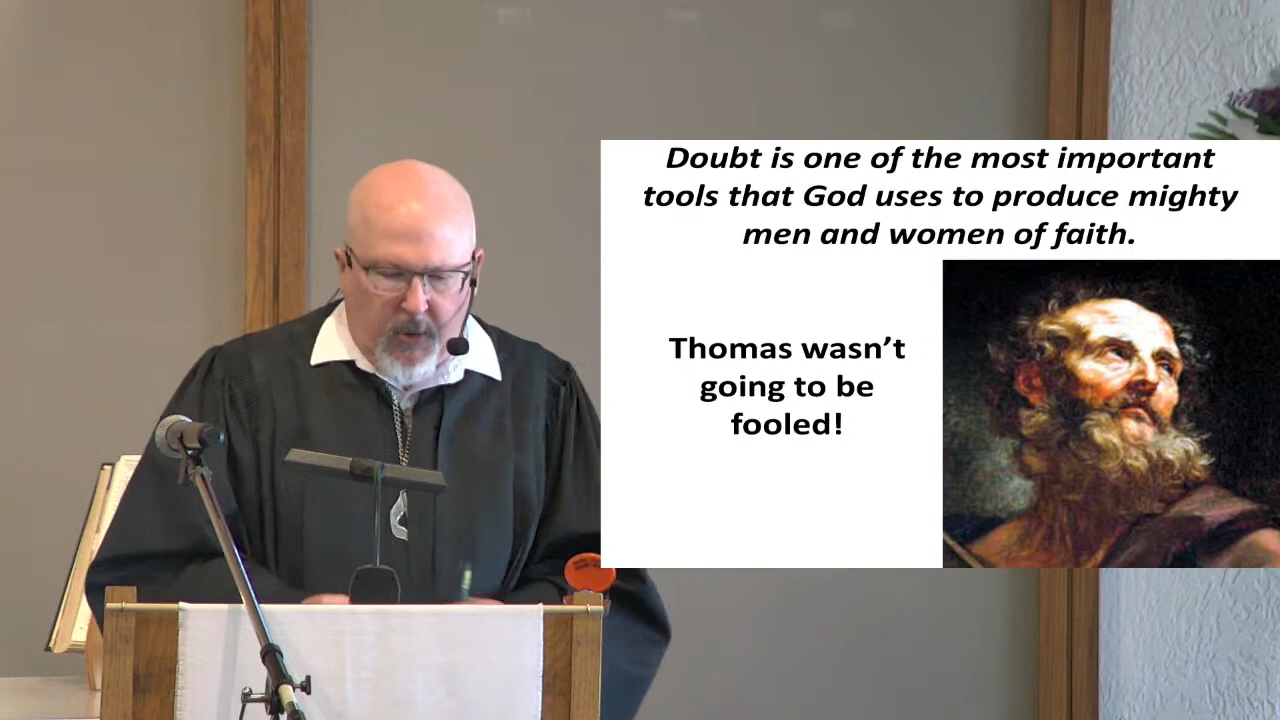 Doubt is one of the most important
tools that God uses to produce mighty
men and women of faith.
Thomas wasn’t
going to be
fooled!